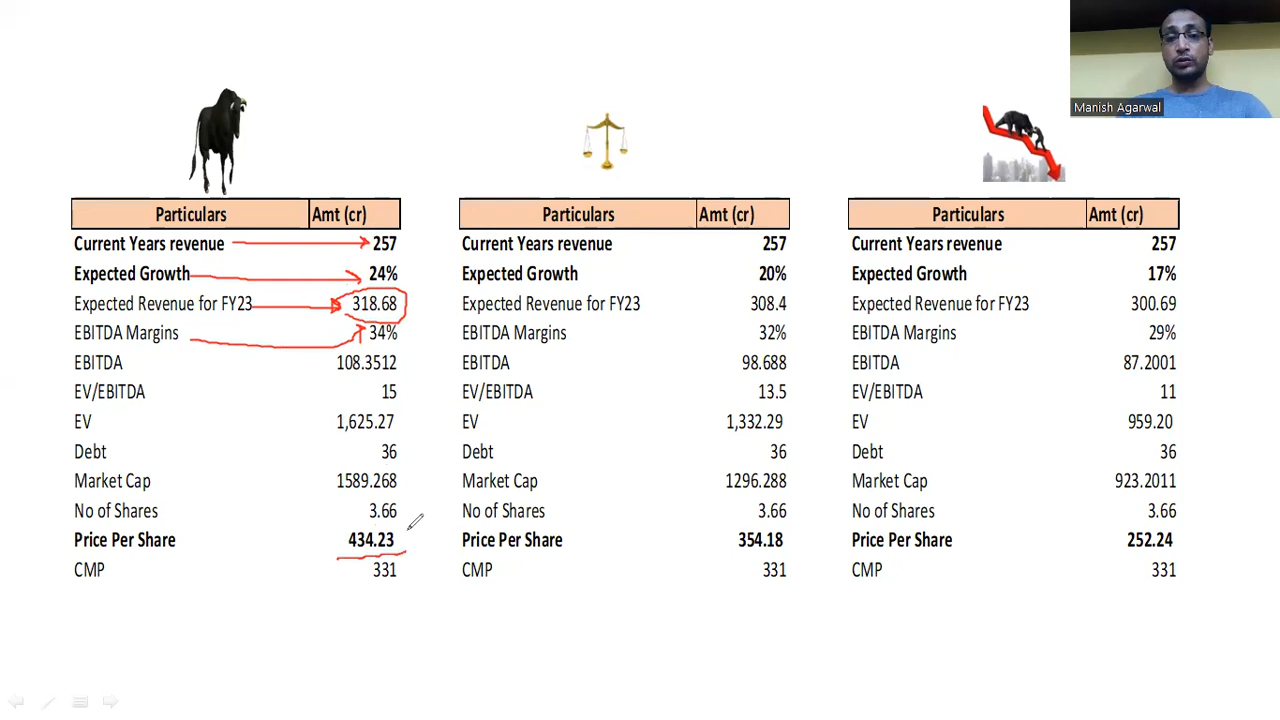 Manish Agarwal
Particulars Amt (cr)
Current Years revenue 257
Expected Growth 24%
Expected Revenue for FY23 318.68
EBITDA Margins 34%
EBITDA 108.3512
EV/EBITDA 15
EV 1,625.27
Debt 36
Market Cap 1589.268
No of Shares 3.66
Price Per Share 434.23
CMP 331
Particulars Amt (cr)
Current Years revenue 257
Expected Growth 20%
Expected Revenue for FY23 308.4
EBITDA Margins 32%
EBITDA 98.688
EV/EBITDA 13.5
EV 1,332.29
Debt 36
Market Cap 1296.288
No of Shares 3.66
Price Per Share 354.18
CMP 331
Particulars Amt (cr)
Current Years revenue 257
Expected Growth 17%
Expected Revenue for FY23 300.69
EBITDA Margins 29%
EBITDA 87.2001
EV/EBITDA 11
EV 959.20
Debt 36
Market Cap 923.2011
No of Shares 3.66
Price Per Share 252.24
CMP 331